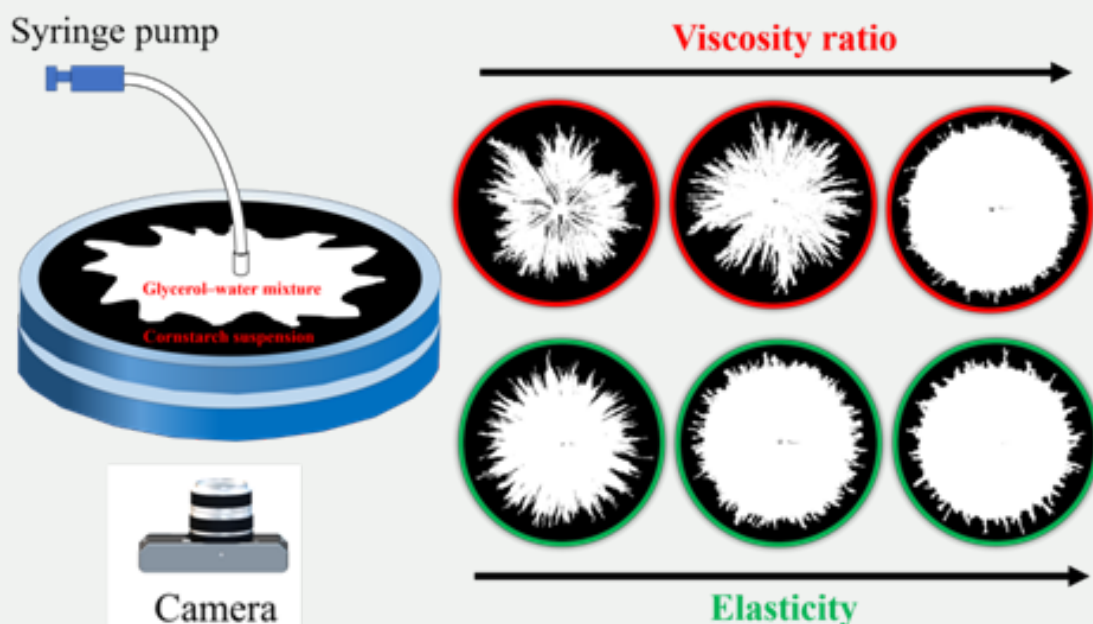 Syringe pump
Viscosity ratio
Glycerol–water mixture
Cornstarch suspension
Camera
Elasticity